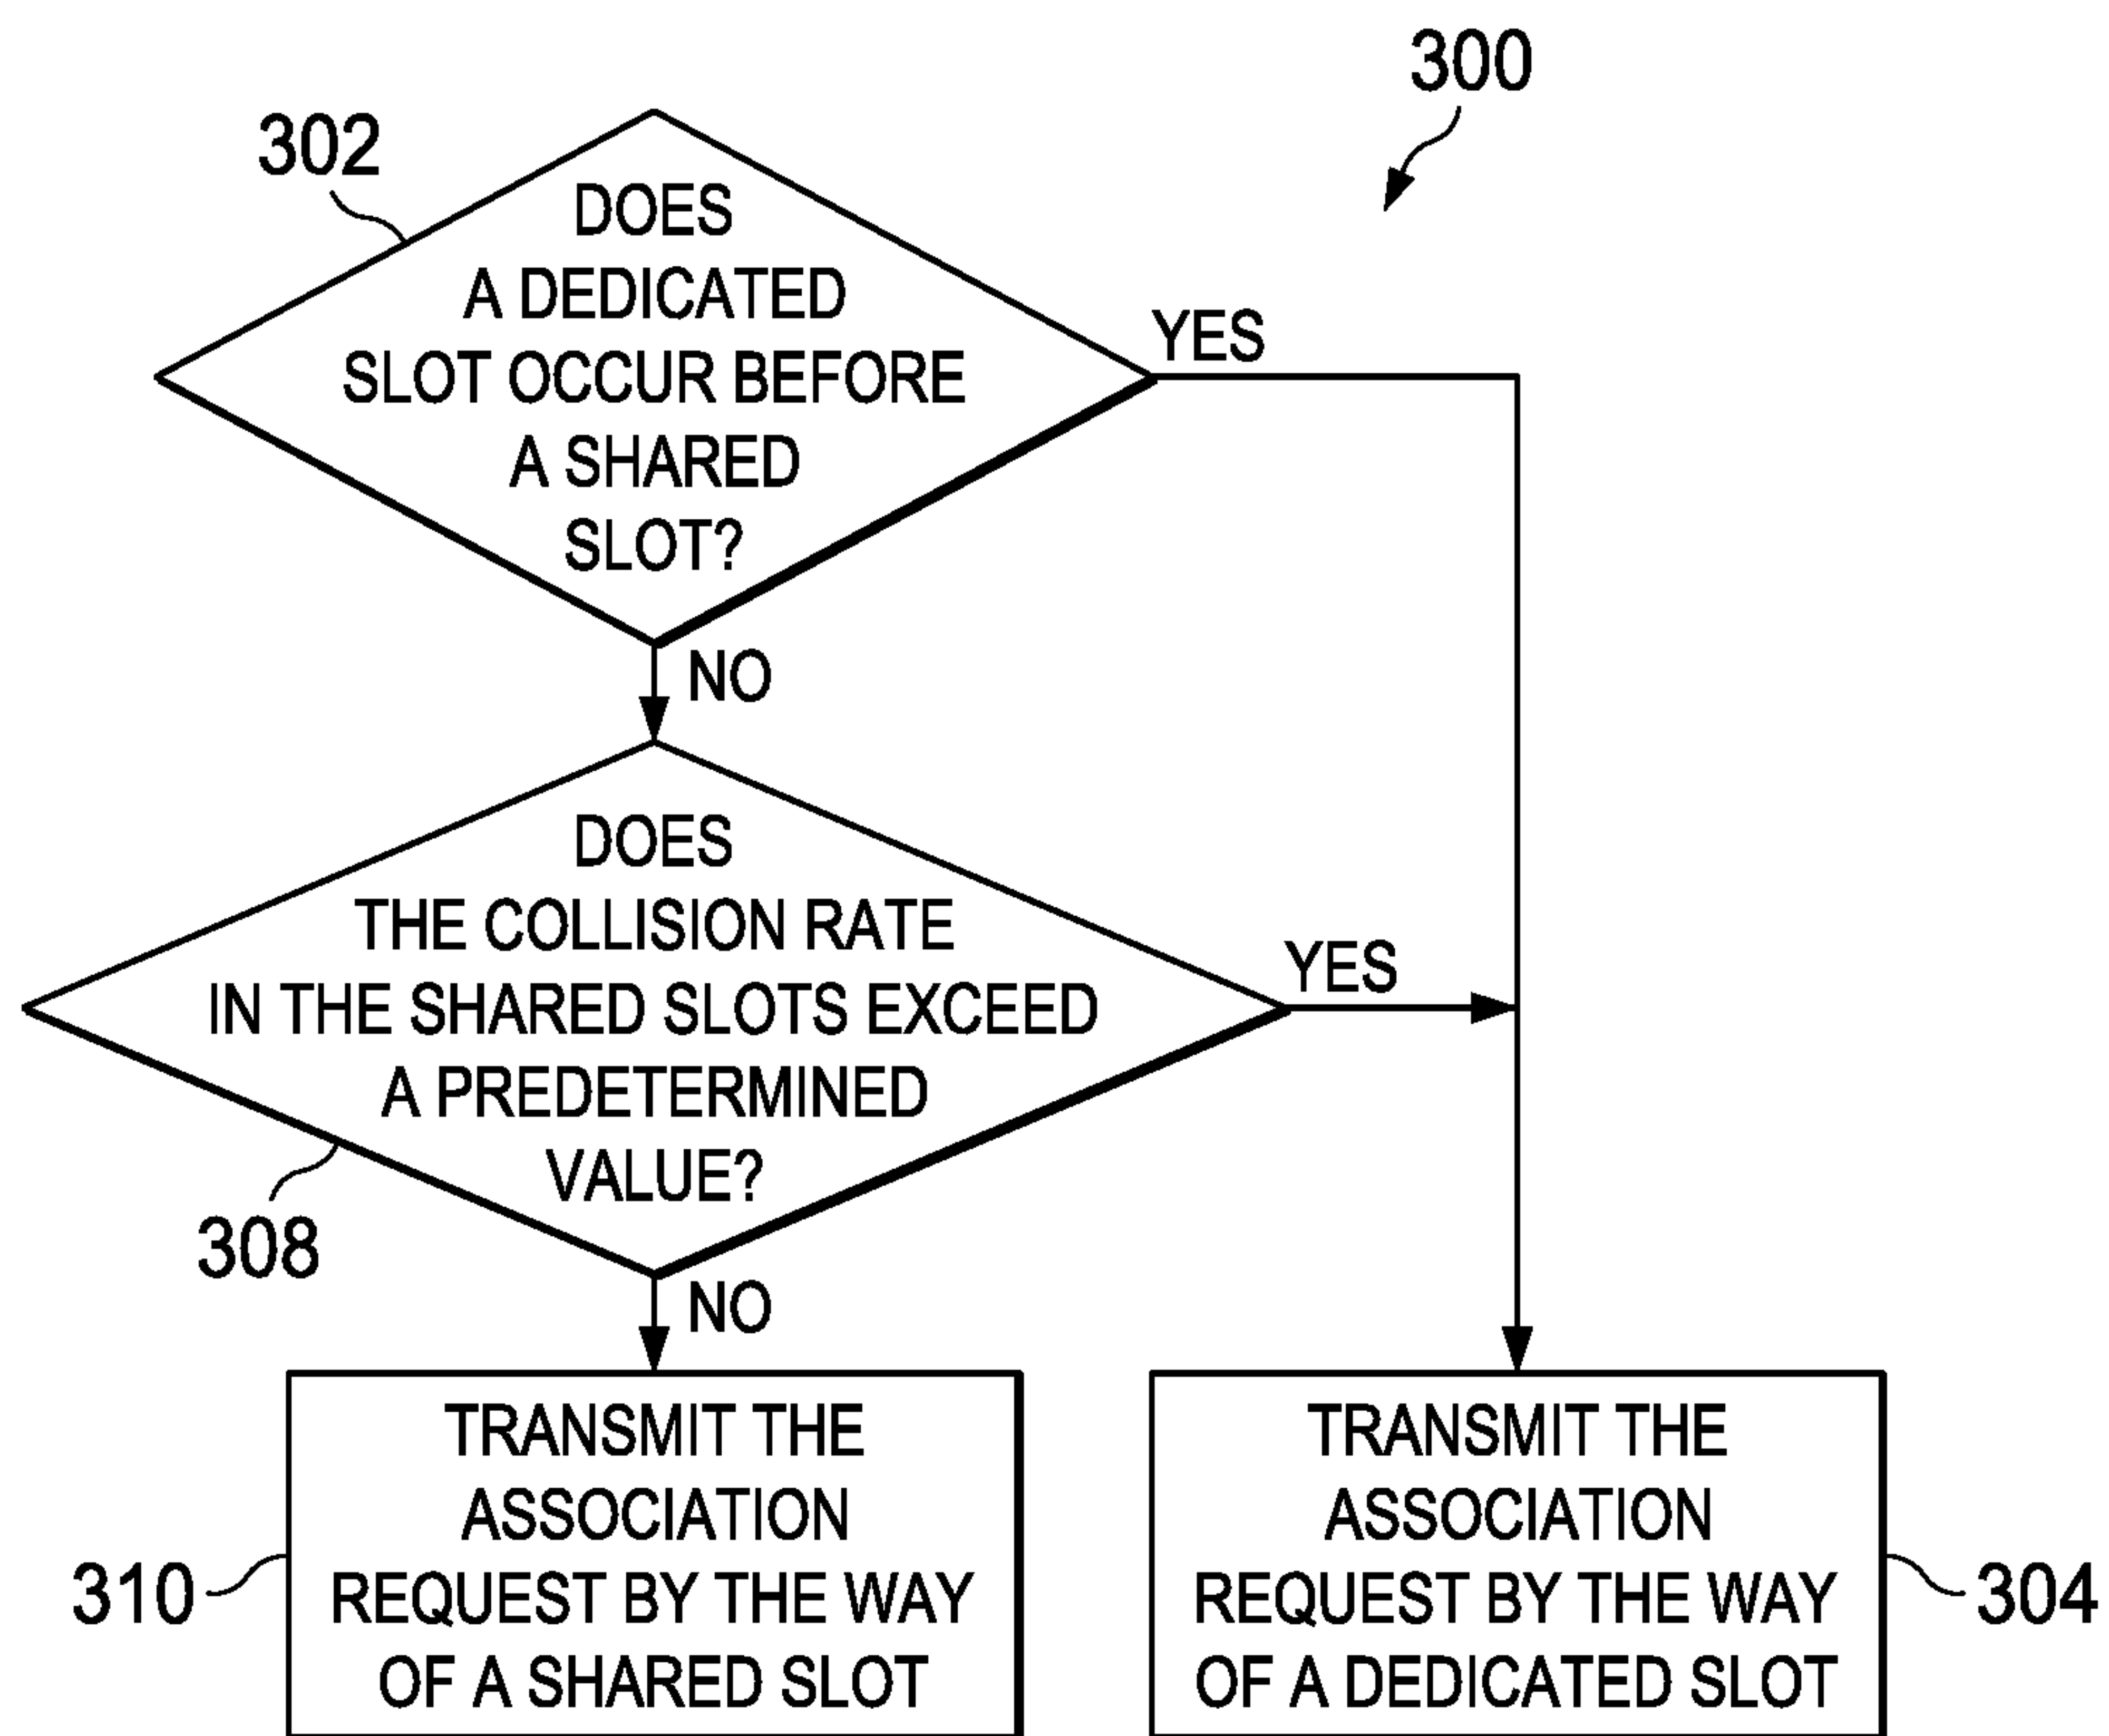 300
302
DOES
A DEDICATED
SLOT OCCUR BEFORE
A SHARED
SLOT?
YES
NO
DOES
THE COLLISION RATE
IN THE SHARED SLOTS EXCEED
A PREDETERMINED
VALUE?
YES
308
NO
TRANSMIT THE
ASSOCIATION
REQUEST BY THE WAY
OF A SHARED SLOT
310
TRANSMIT THE
ASSOCIATION
REQUEST BY THE WAY
OF A DEDICATED SLOT
304